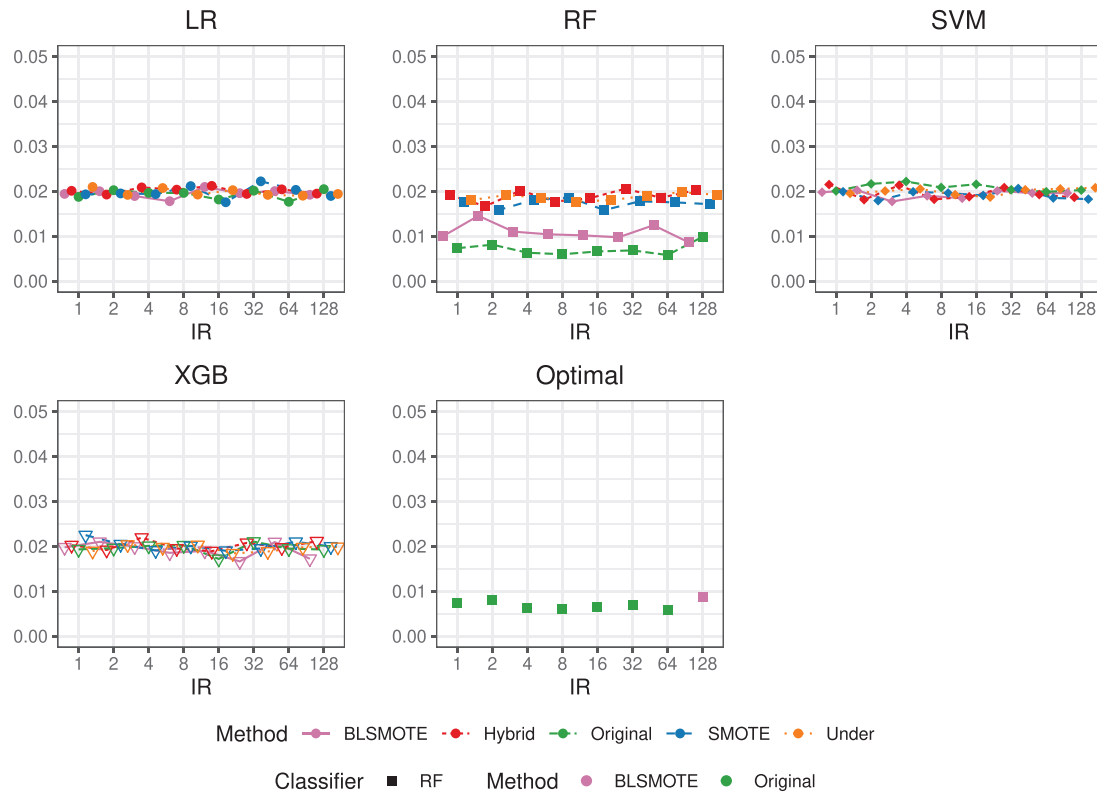 LR
RF
SVM
0.05
0.04
0.03
0.02
0.01
0.00
1 2 4 8 16 32 64 128
IR
0.05
0.04
0.03
0.02
0.01
0.00
1 2 4 8 16 32 64 128
IR
0.05
0.04
0.03
0.02
0.01
0.00
1 2 4 8 16 32 64 128
IR
XGB
Optimal
0.05
0.04
0.03
0.02
0.01
0.00
1 2 4 8 16 32 64 128
IR
0.05
0.04
0.03
0.02
0.01
0.00
1 2 4 8 16 32 64 128
IR
Method BLSMOTE Hybrid Original SMOTE Under
Classifier RF Method BLSMOTE Original